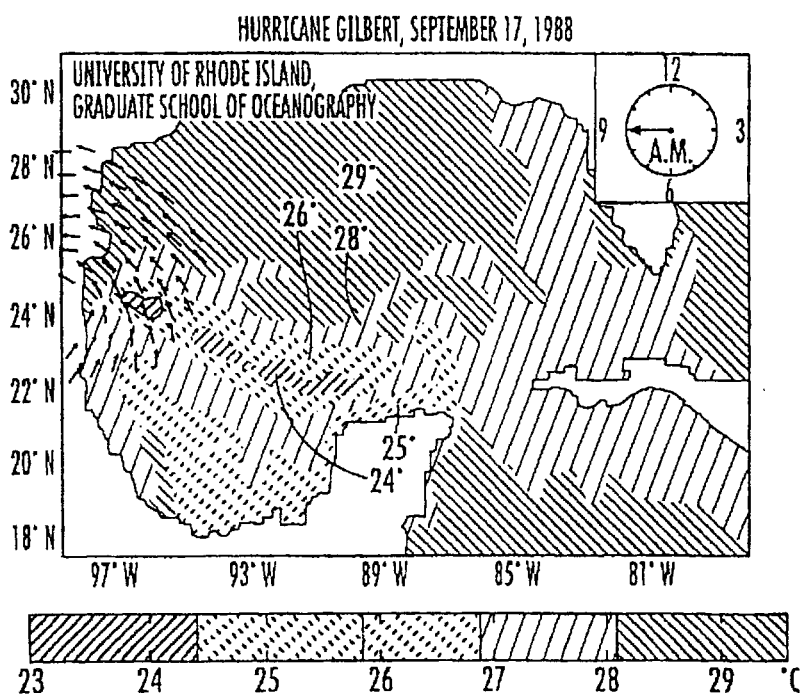 HURRICANE GILBERT, SEPTEMBER 17, 1988
UNIVERSITY OF RHODE ISLAND,
GRADUATE SCHOOL OF OCEANOGRAPHY
12
9
3
A.M.
6
30° N
28° N
26° N
24° N
22° N
20° N
18° N
29°
26°
28°
25°
24°
97° W
93° W
89° W
85° W
81° W
23
24
25
26
27
28
29
°C